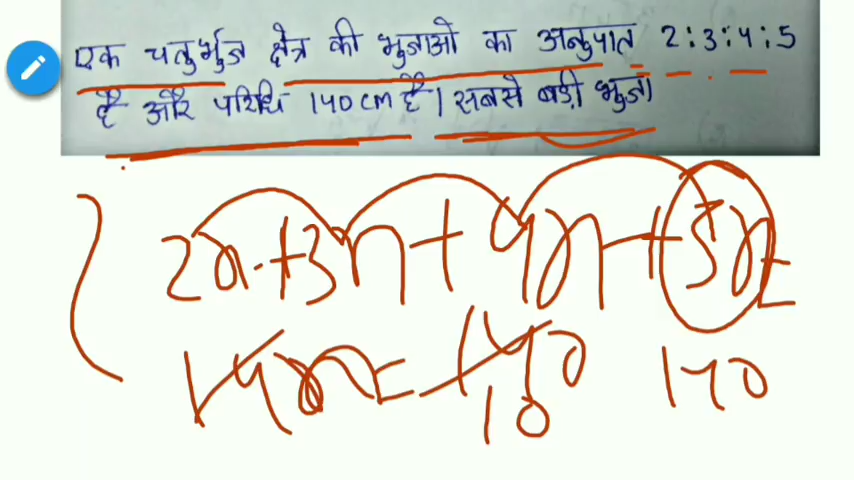 एक चतुर्भुज क्षेत्र की भुजाओ का अनुपात 2:3:4:5
है और परिधि 140 cm है। सबसे बड़ी भुजा
2x+3x+4x+5x=
140
14x=140
10